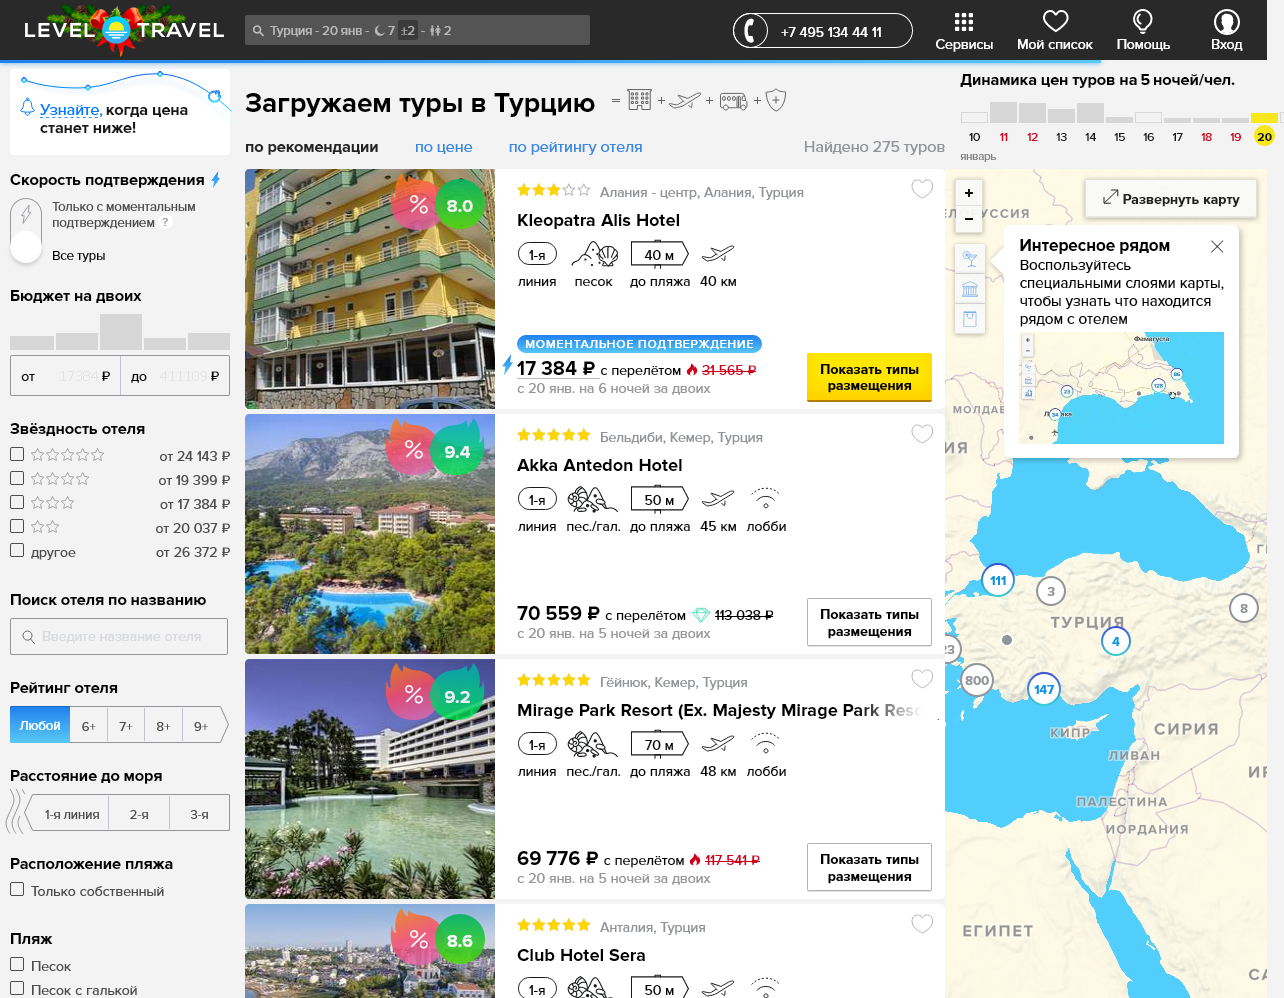 LEVEL TRAVEL
Турция - 20 янв - 7 ±2 - 2
+7 495 134 44 11
Сервисы
Мой список
Помощь
Вход
Узнайте, когда цена
станет ниже!
Скорость подтверждения
Только с моментальным
подтверждением ?
Все туры
Бюджет на двоих
от 17384 ₽ до 411109 ₽
Звёздность отеля
от 24 143 ₽
от 19 399 ₽
от 17 384 ₽
от 20 037 ₽
другое от 26 372 ₽
Поиск отеля по названию
Введите название отеля
Рейтинг отеля
Любой 6+ 7+ 8+ 9+
Расстояние до моря
1-я линия 2-я 3-я
Расположение пляжа
Только собственный
Пляж
Песок
Песок с галькой
Загружаем туры в Турцию = + + +
по рекомендации по цене по рейтингу отеля Найдено 275 туров
% 8.0
Алания - центр, Алания, Турция
Kleopatra Alis Hotel
1-я 40 м
линия песок до пляжа 40 км
МОМЕНТАЛЬНОЕ ПОДТВЕРЖДЕНИЕ
17 384 ₽ с перелётом 31 565 ₽
с 20 янв. на 6 ночей за двоих
Показать типы
размещения
% 9.4
Бельдиби, Кемер, Турция
Akka Antedon Hotel
1-я 50 м
линия пес./гал. до пляжа 45 км лобби
70 559 ₽ с перелётом 113 038 ₽
с 20 янв. на 5 ночей за двоих
Показать типы
размещения
% 9.2
Гёйнюк, Кемер, Турция
Mirage Park Resort (Ex. Majesty Mirage Park Reso
1-я 70 м
линия пес./гал. до пляжа 48 км лобби
69 776 ₽ с перелётом 117 541 ₽
с 20 янв. на 5 ночей за двоих
Показать типы
размещения
% 8.6
Анталия, Турция
Club Hotel Sera
1-я 50 м
Динамика цен туров на 5 ночей/чел.
10 11 12 13 14 15 16 17 18 19 20
январь
+
−
Развернуть карту
Интересное рядом
Воспользуйтесь
специальными слоями карты,
чтобы узнать что находится
рядом с отелем
Фамагуста
86
128
23
34
МОЛДАВ
ИЯ
111
3
8
ТУРЦИЯ
4
23
800
147
КИПР
СИРИЯ
ЛИВАН
ИР
ПАЛЕСТИНА
ИОРДАНИЯ
ЕГИПЕТ
СА